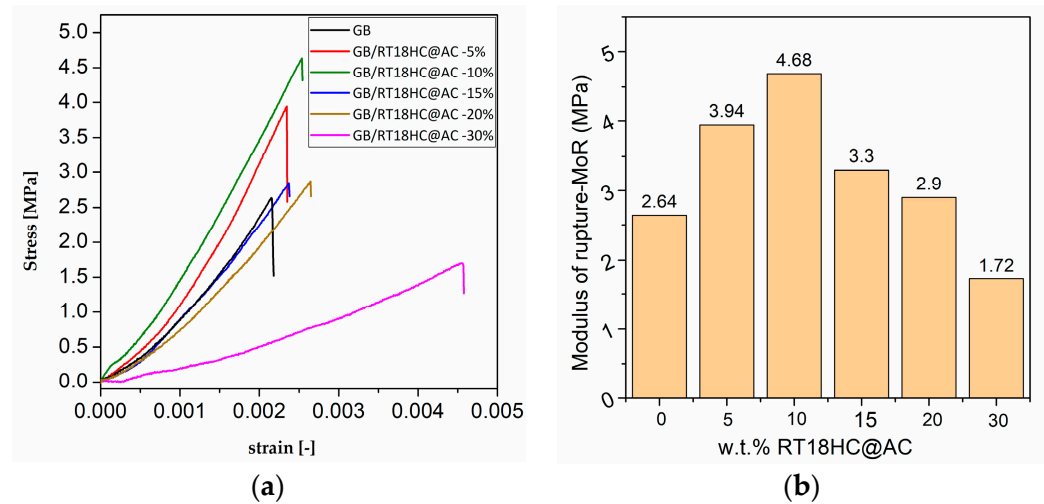 GB
GB/RT18HC@AC -5%
GB/RT18HC@AC -10%
GB/RT18HC@AC -15%
GB/RT18HC@AC -20%
GB/RT18HC@AC -30%
5.0
4.5
4.0
3.5
3.0
2.5
2.0
1.5
1.0
0.5
0.0
Stress [MPa]
0.000 0.001 0.002 0.003 0.004 0.005
strain [-]
(a)
Modulus of rupture-MoR (MPa)
5
4
3
2
1
0
2.64
3.94
4.68
3.3
2.9
1.72
0 5 10 15 20 30
w.t.% RT18HC@AC
(b)